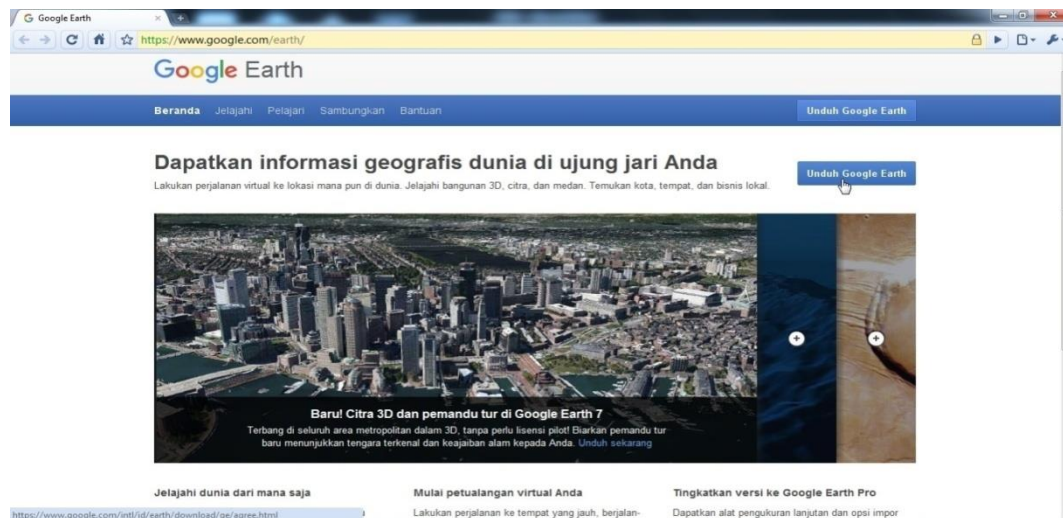 Google Earth
https://www.google.com/earth/
Google Earth
Beranda Jelajahi Pelajari Sambungkan Bantuan Unduh Google Earth
Dapatkan informasi geografis dunia di ujung jari Anda
Unduh Google Earth
Lakukan perjalanan virtual ke lokasi mana pun di dunia. Jelajahi bangunan 3D, citra, dan medan. Temukan kota, tempat, dan bisnis lokal.
Baru! Citra 3D dan pemandu tur di Google Earth 7
Terbang di seluruh area metropolitan dalam 3D, tanpa perlu lisensi pilot! Biarkan pemandu tur
baru menunjukkan tengara terkenal dan keajaiban alam kepada Anda. Unduh sekarang
Jelajahi dunia dari mana saja
Mulai petualangan virtual Anda
Lakukan perjalanan ke tempat yang jauh, berjalan-
Tingkatkan versi ke Google Earth Pro
Dapatkan alat pengukuran lanjutan dan opsi impor
https://www.google.com/intl/id/earth/download/ge/agree.html